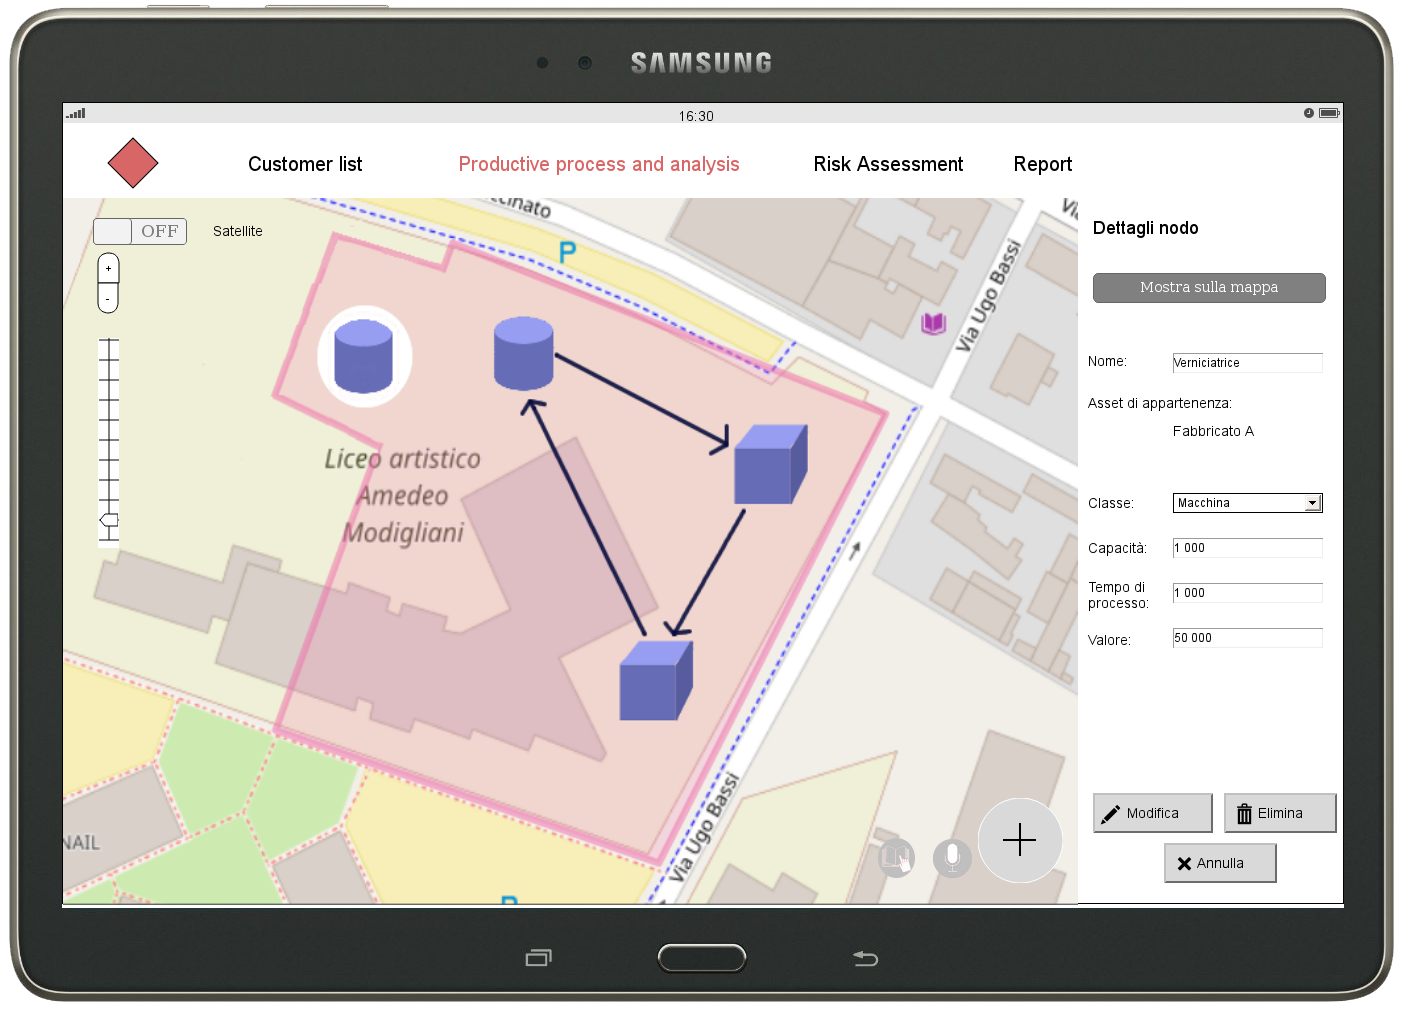 SAMSUNG
16:30
Customer list
Productive process and analysis
Risk Assessment
Report
OFF
Satellite
+
-
P
Via Ugo Bassi
Liceo artistico
Amedeo
Modigliani
NAIL
Via Ugo Bassi
P
Dettagli nodo
Mostra sulla mappa
Nome:
Verniciatrice
Asset di appartenenza:
Fabbricato A
Classe:
Macchina
Capacità:
1 000
Tempo di
processo:
1 000
Valore:
50 000
Modifica
Elimina
Annulla